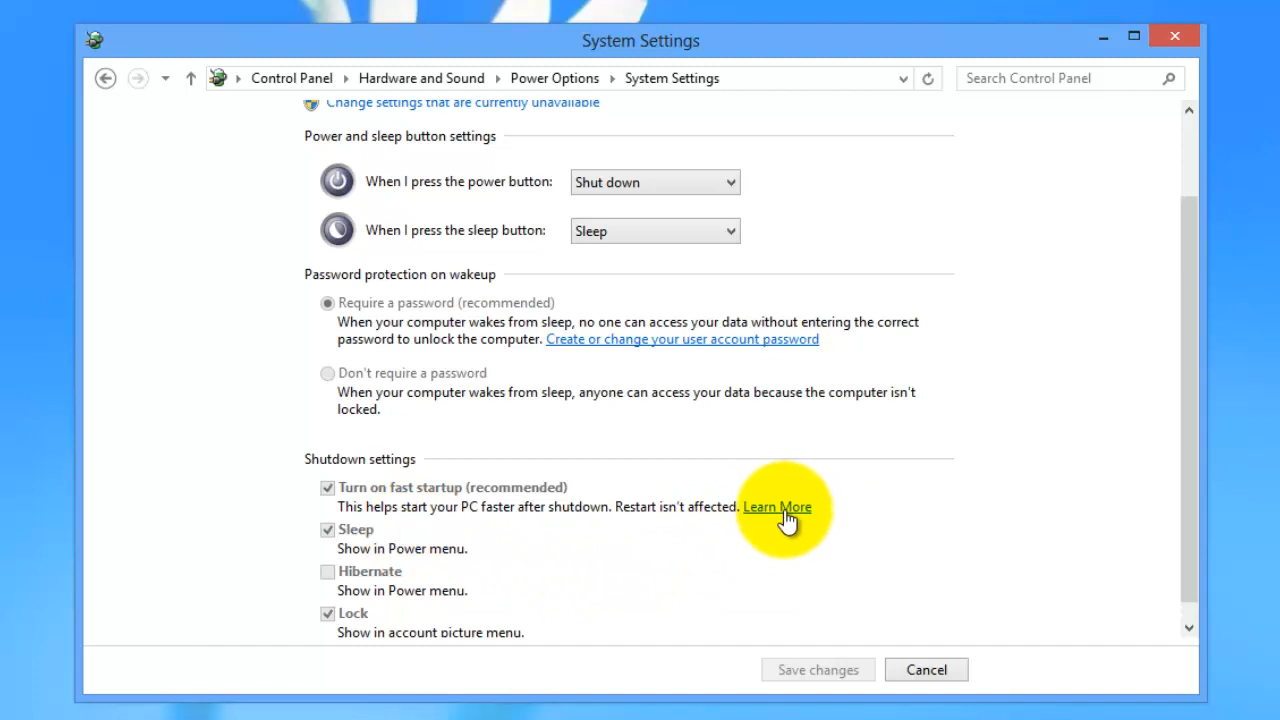 System Settings
Control Panel Hardware and Sound Power Options System Settings
Search Control Panel
Change settings that are currently unavailable
Power and sleep button settings
When I press the power button: Shut down
When I press the sleep button: Sleep
Password protection on wakeup
Require a password (recommended)
When your computer wakes from sleep, no one can access your data without entering the correct
password to unlock the computer. Create or change your user account password
Don't require a password
When your computer wakes from sleep, anyone can access your data because the computer isn't
locked.
Shutdown settings
Turn on fast startup (recommended)
This helps start your PC faster after shutdown. Restart isn't affected. Learn More
Sleep
Show in Power menu.
Hibernate
Show in Power menu.
Lock
Show in account picture menu.
Save changes Cancel